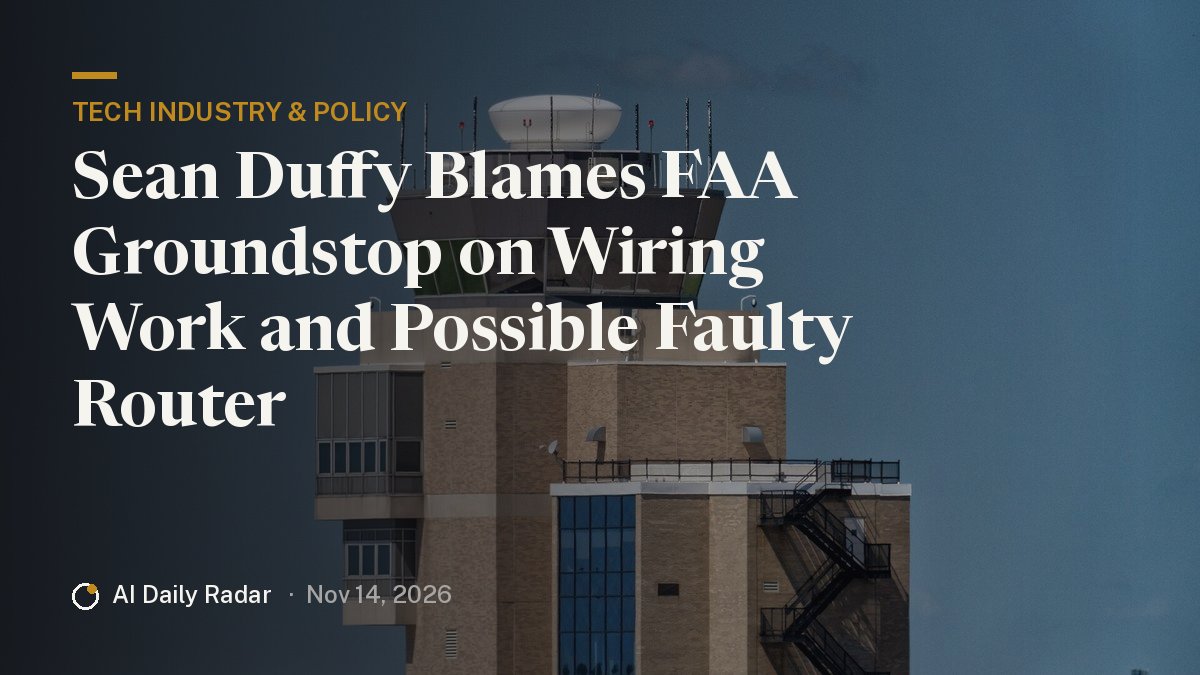 TECH INDUSTRY & POLICY
Sean Duffy Blames FAA
Groundstop on Wiring
Work and Possible Faulty
Router
AI Daily Radar · Nov 14, 2026